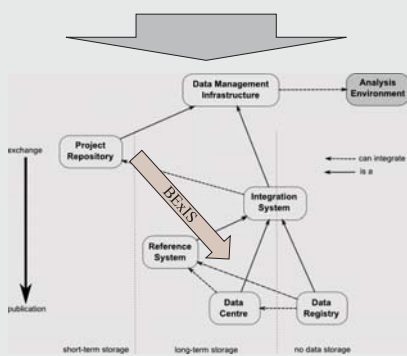 Data Management
Infrastructure
Analysis
Environment
Project
Repository
exchange
can integrate
is a
BExIS
Integration
System
Reference
System
Data
Centre
Data
Registry
publication
short-term storage
long-term storage
no data storage